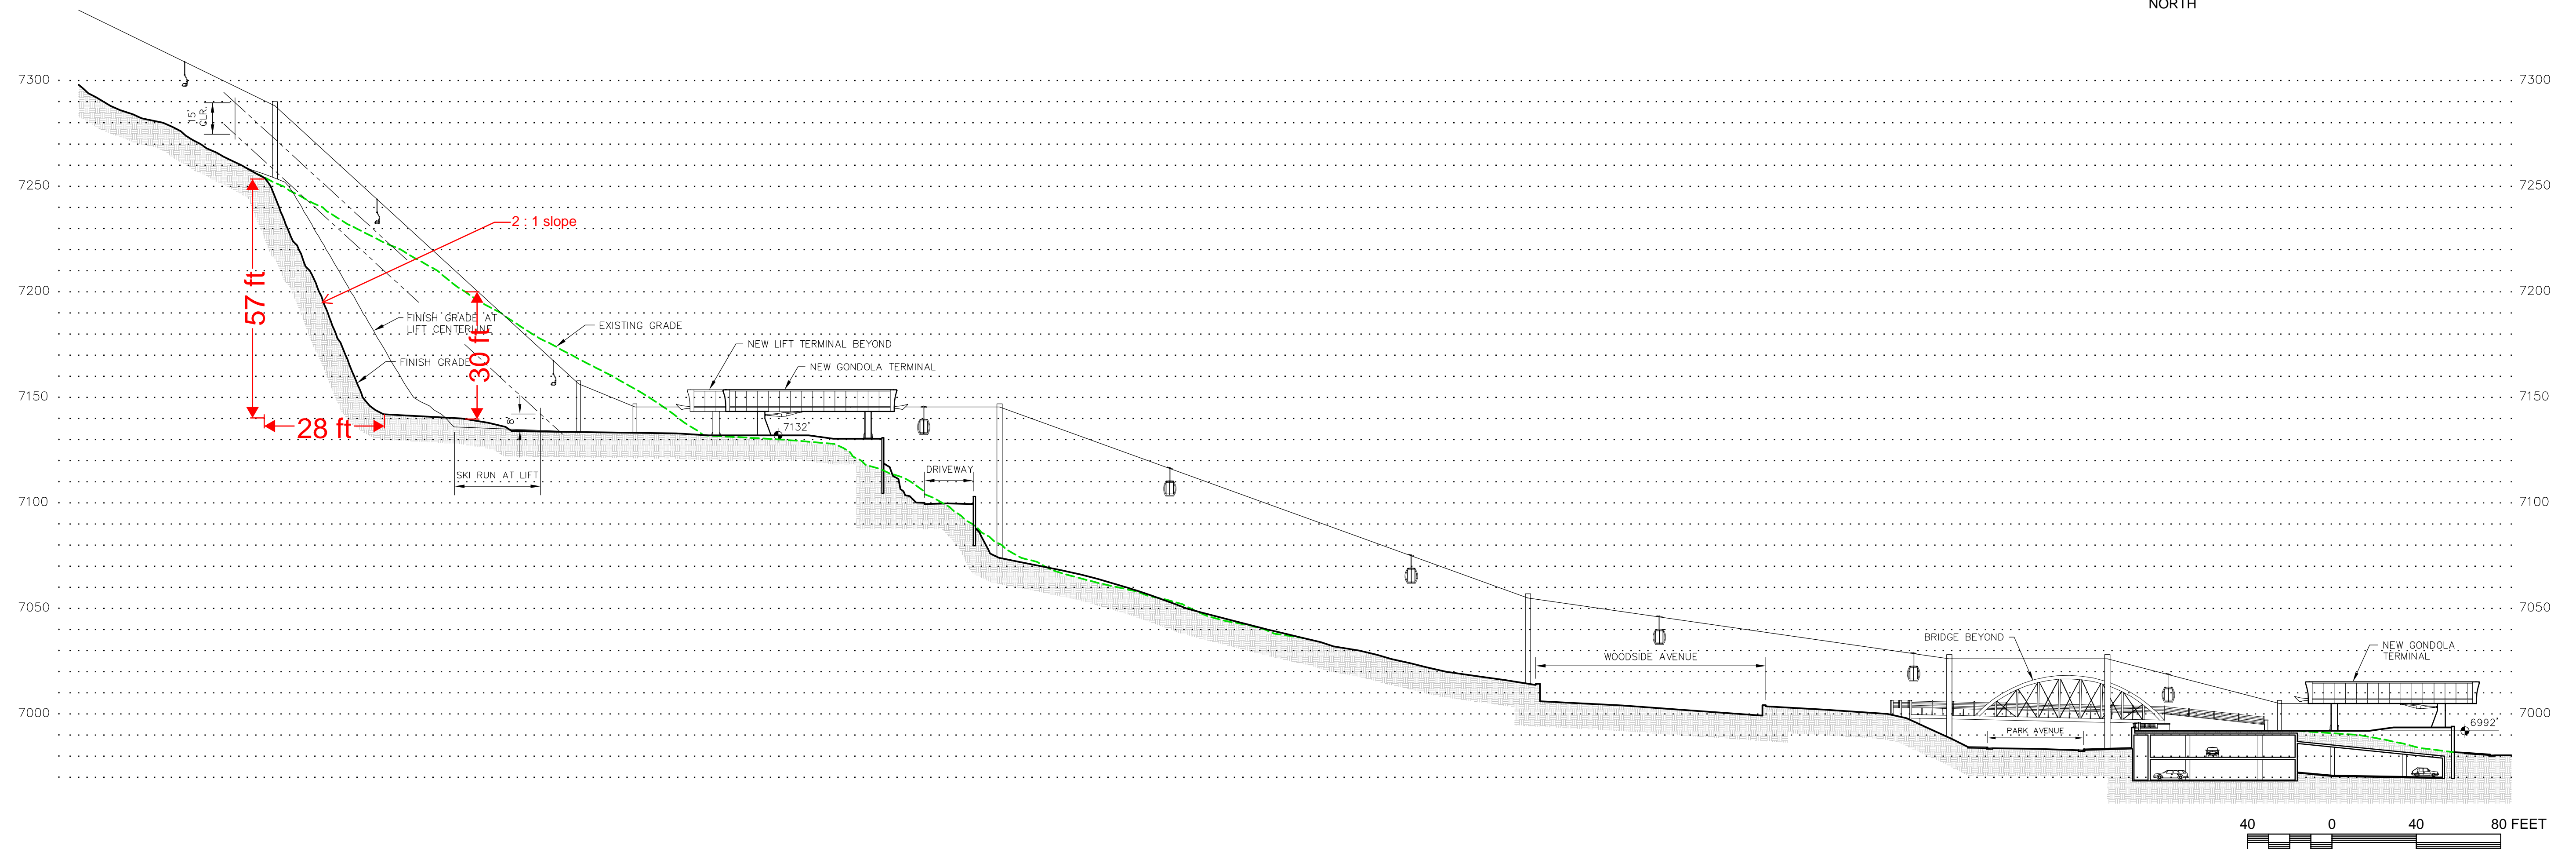 NORTH
7300
7300
15'
CLR.
7250
7250
2 : 1 slope
57 ft
7200
7200
FINISH GRADE AT
LIFT CENTERLINE
EXISTING GRADE
30 ft
NEW LIFT TERMINAL BEYOND
FINISH GRADE
NEW GONDOLA TERMINAL
7150
7150
28 ft
8'
7132'
SKI RUN AT LIFT
DRIVEWAY
7100
7100
7050
7050
WOODSIDE AVENUE
BRIDGE BEYOND
NEW GONDOLA
TERMINAL
7000
7000
PARK AVENUE
6992'
40 0 40 80 FEET